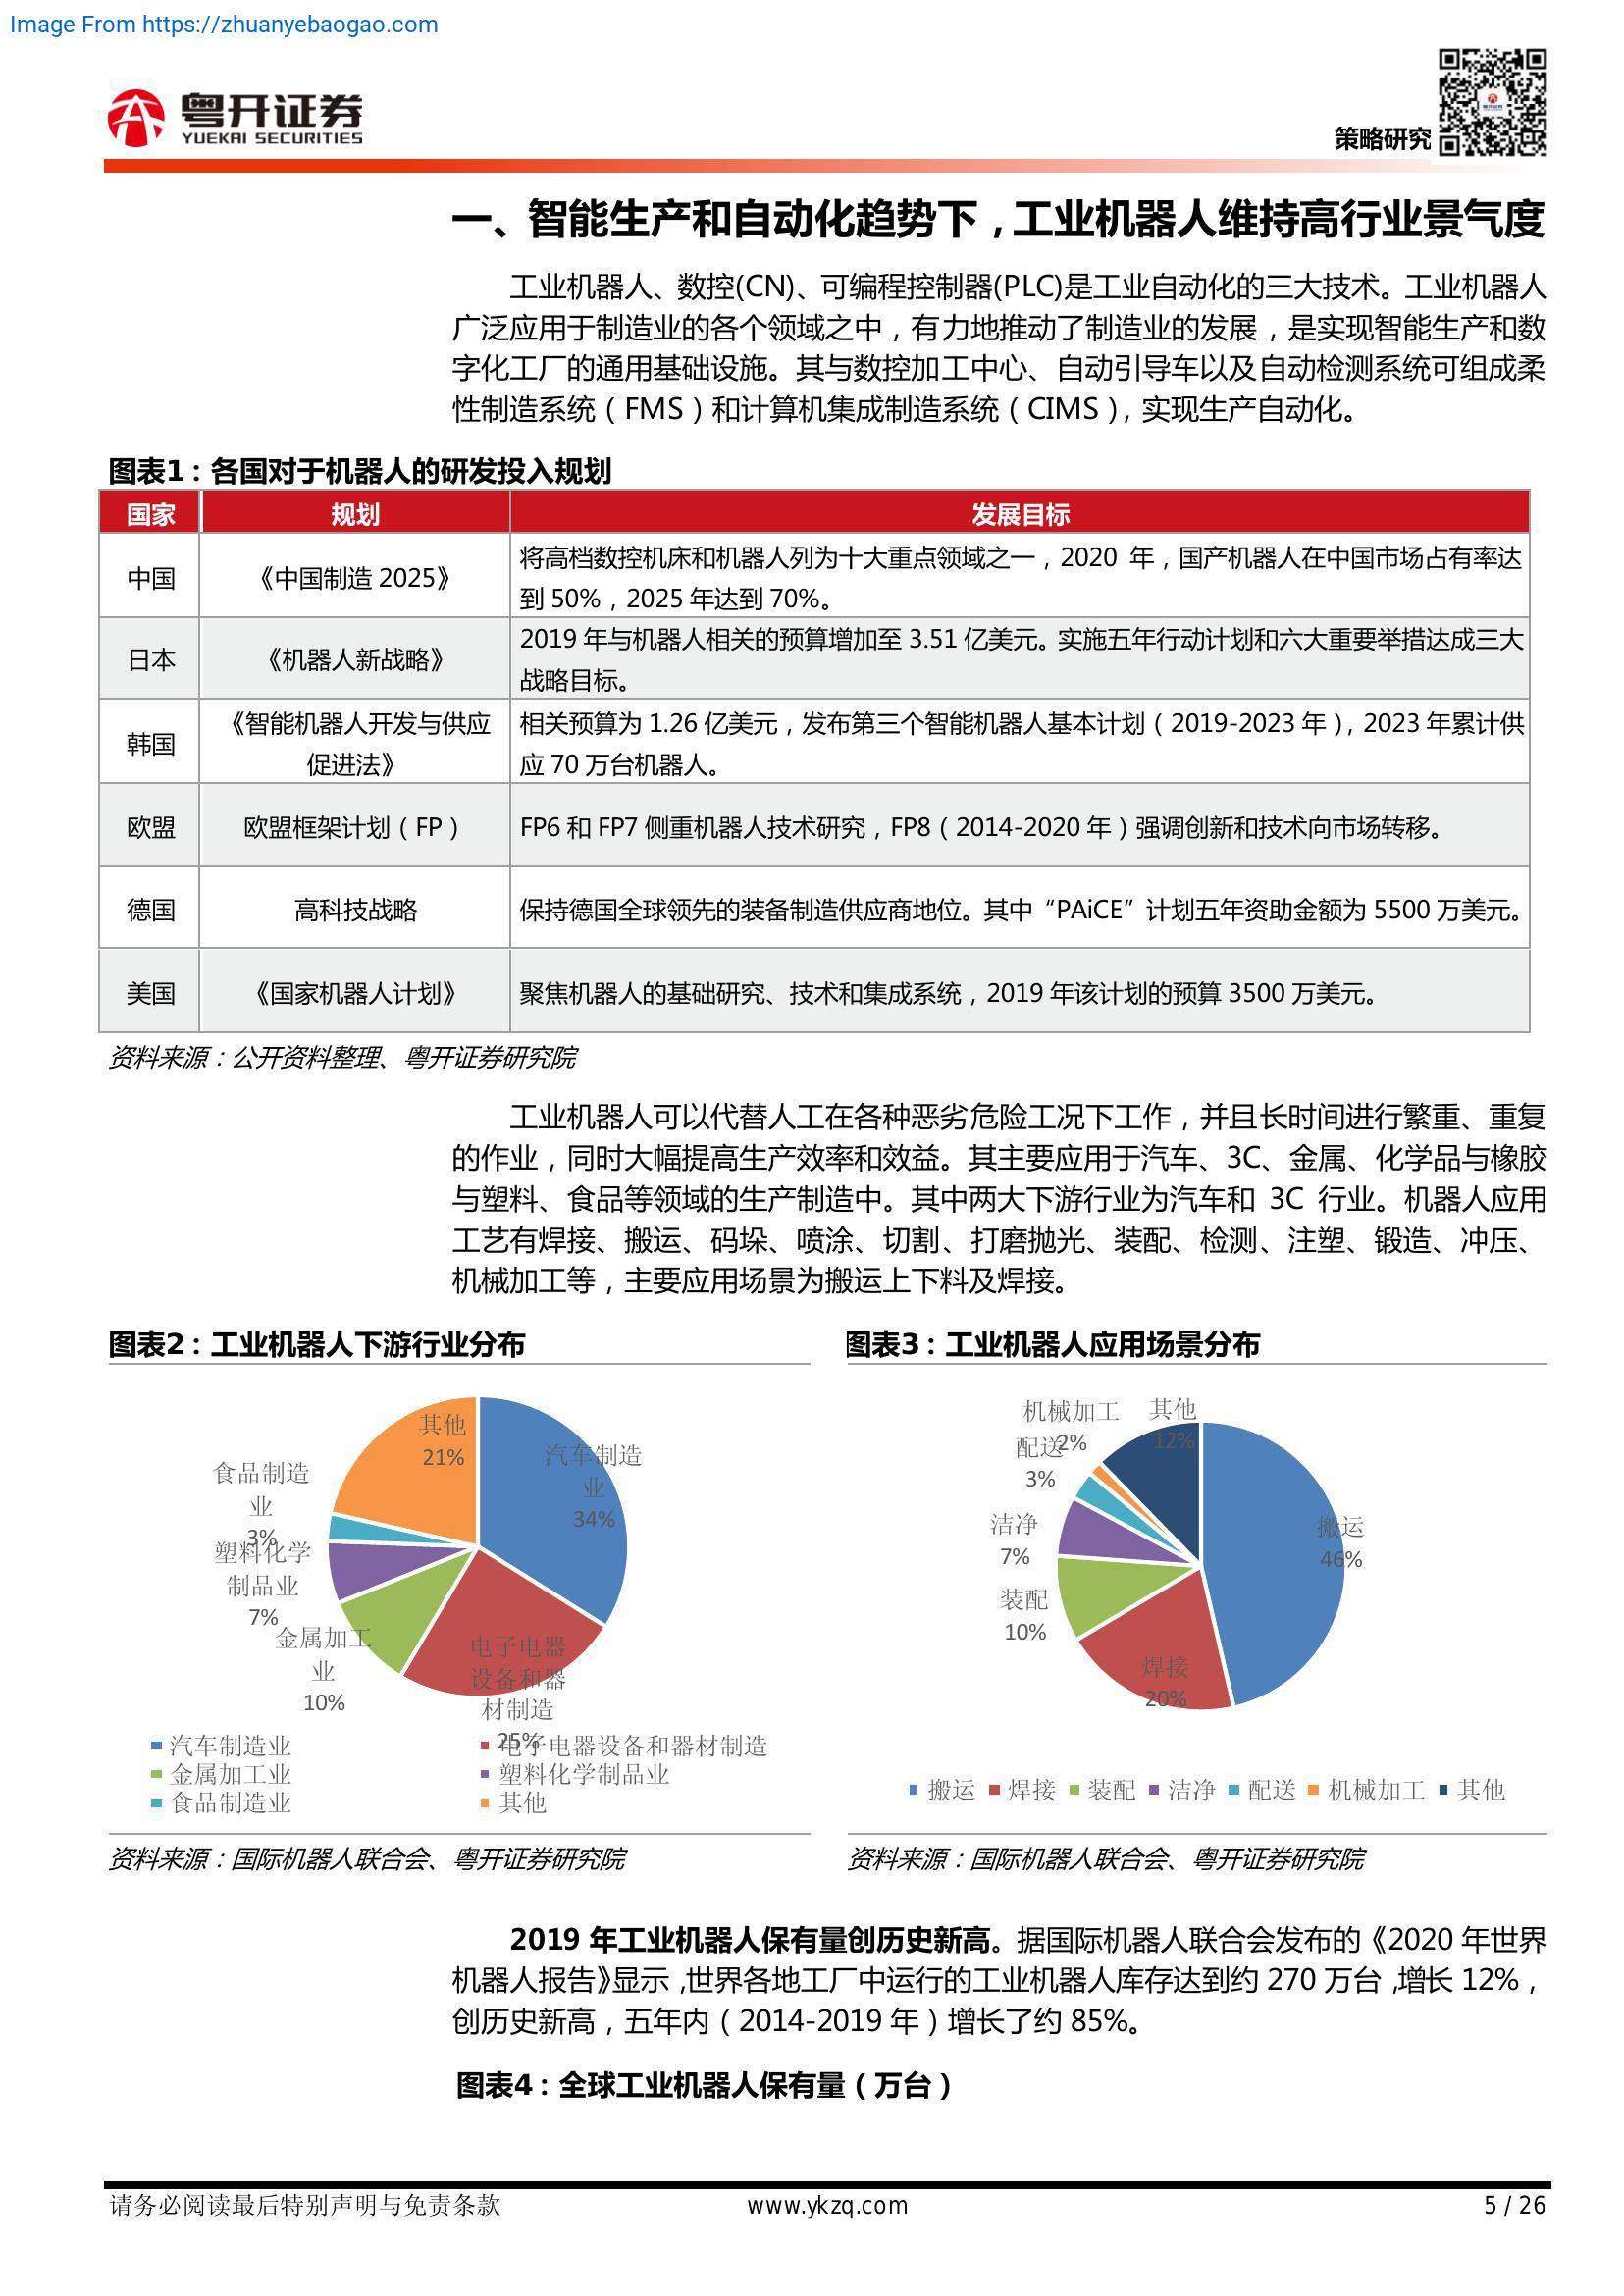 Image From https://zhuanyebaogao.com
粤开证券
YUEKAI SECURITIES
策略研究
一、智能生产和自动化趋势下，工业机器人维持高行业景气度
工业机器人、数控(CN)、可编程控制器(PLC)是工业自动化的三大技术。工业机器人
广泛应用于制造业的各个领域之中，有力地推动了制造业的发展，是实现智能生产和数
字化工厂的通用基础设施。其与数控加工中心、自动引导车以及自动检测系统可组成柔
性制造系统（FMS）和计算机集成制造系统（CIMS），实现生产自动化。
图表1：各国对于机器人的研发投入规划
国家 规划 发展目标
中国 《中国制造 2025》 将高档数控机床和机器人列为十大重点领域之一，2020 年，国产机器人在中国市场占有率达
到 50%，2025 年达到 70%。
日本 《机器人新战略》 2019 年与机器人相关的预算增加至 3.51 亿美元。实施五年行动计划和六大重要举措达成三大
战略目标。
韩国 《智能机器人开发与供应 相关预算为 1.26 亿美元，发布第三个智能机器人基本计划（2019-2023 年），2023 年累计供
促进法》 应 70 万台机器人。
欧盟 欧盟框架计划（FP） FP6 和 FP7 侧重机器人技术研究，FP8（2014-2020 年）强调创新和技术向市场转移。
德国 高科技战略 保持德国全球领先的装备制造供应商地位。其中“PAiCE”计划五年资助金额为 5500 万美元。
美国 《国家机器人计划》 聚焦机器人的基础研究、技术和集成系统，2019 年该计划的预算 3500 万美元。
资料来源：公开资料整理、粤开证券研究院
工业机器人可以代替人工在各种恶劣危险工况下工作，并且长时间进行繁重、重复
的作业，同时大幅提高生产效率和效益。其主要应用于汽车、3C、金属、化学品与橡胶
与塑料、食品等领域的生产制造中。其中两大下游行业为汽车和 3C 行业。机器人应用
工艺有焊接、搬运、码垛、喷涂、切割、打磨抛光、装配、检测、注塑、锻造、冲压、
机械加工等，主要应用场景为搬运上下料及焊接。
图表2：工业机器人下游行业分布
其他
21%
汽车制造
业
34%
食品制造
业
3%
塑料化学
制品业
7%
金属加工
业
10%
电子电器
设备和器
材制造
25%
汽车制造业 电子电器设备和器材制造
金属加工业 塑料化学制品业
食品制造业 其他
资料来源：国际机器人联合会、粤开证券研究院
图表3：工业机器人应用场景分布
机械加工
2%
其他
12%
配送
3%
洁净
7%
搬运
46%
装配
10%
焊接
20%
搬运 焊接 装配 洁净 配送 机械加工 其他
资料来源：国际机器人联合会、粤开证券研究院
2019 年工业机器人保有量创历史新高。据国际机器人联合会发布的《2020 年世界
机器人报告》显示，世界各地工厂中运行的工业机器人库存达到约 270 万台，增长 12%，
创历史新高，五年内（2014-2019 年）增长了约 85%。
图表4：全球工业机器人保有量（万台）
请务必阅读最后特别声明与免责条款 www.ykzq.com 5 / 26